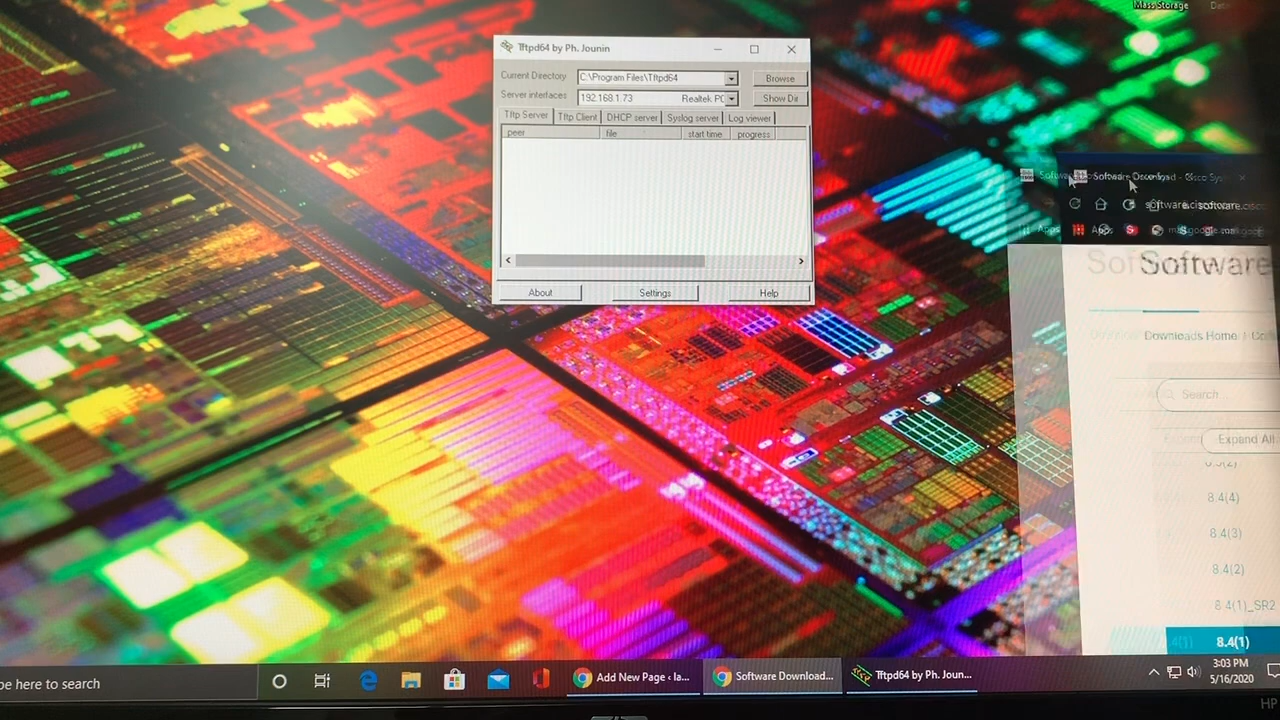 Mass Storage
Tftpd64 by Ph. Jounin
Current Directory C:\Program Files\Tftpd64 Browse
Server interfaces 192.168.1.73 Realtek PC Show Dir
Tftp Server Tftp Client DHCP server Syslog server Log viewer
peer file start time progress
About Settings Help
Software Download - Cisco Sys
software.cisco
Apps
Software
Downloads Home /
Search
Expand All
8.4(4)
8.4(3)
8.4(2)
8.4(1)_SR2
8.4(1)
pe here to search
Add New Page ‹ la...
Software Download...
Tftpd64 by Ph. Joun...
3:03 PM
5/16/2020
HP